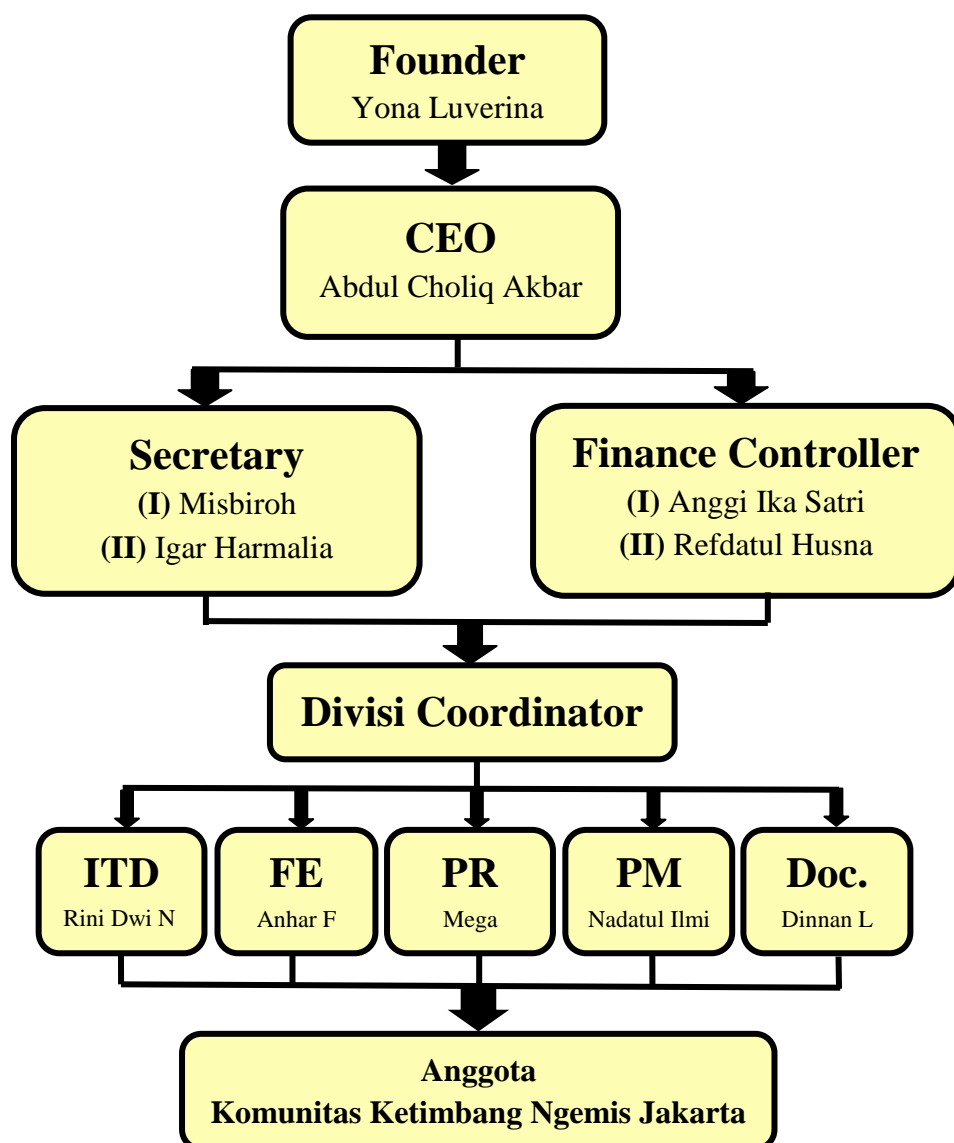 Founder
Yona Luverina
CEO
Abdul Choliq Akbar
Secretary
(I) Misbiroh
(II) Igar Harmalia
Finance Controller
(I) Anggi Ika Satri
(II) Refdatul Husna
Divisi Coordinator
ITD
Rini Dwi N
FE
Anhar F
PR
Mega
PM
Nadatul Ilmi
Doc.
Dinnan L
Anggota
Komunitas Ketimbang Ngemis Jakarta